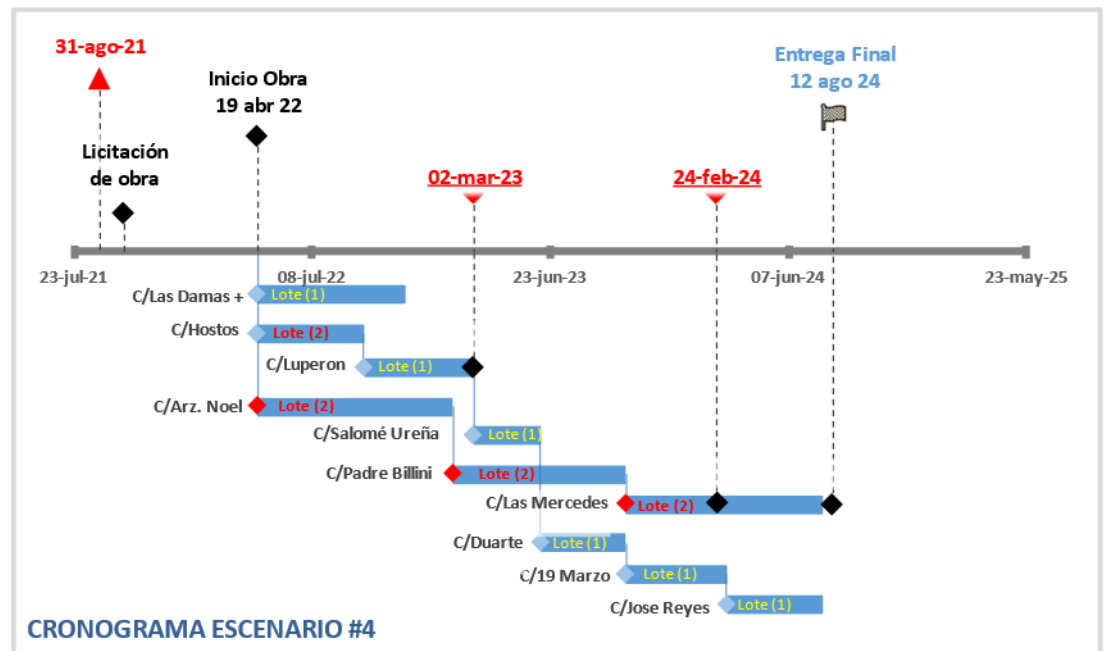 31-ago-21
Inicio Obra
19 abr 22
Entrega Final
12 ago 24
Licitación
de obra
02-mar-23
24-feb-24
23-jul-21
08-jul-22
23-jun-23
07-jun-24
23-may-25
C/Las Damas + Lote (1)
C/Hostos Lote (2)
C/Luperon Lote (1)
C/Arz. Noel Lote (2)
C/Salomé Ureña Lote (1)
C/Padre Billini Lote (2)
C/Las Mercedes Lote (2)
C/Duarte Lote (1)
C/19 Marzo Lote (1)
C/Jose Reyes Lote (1)
CRONOGRAMA ESCENARIO #4